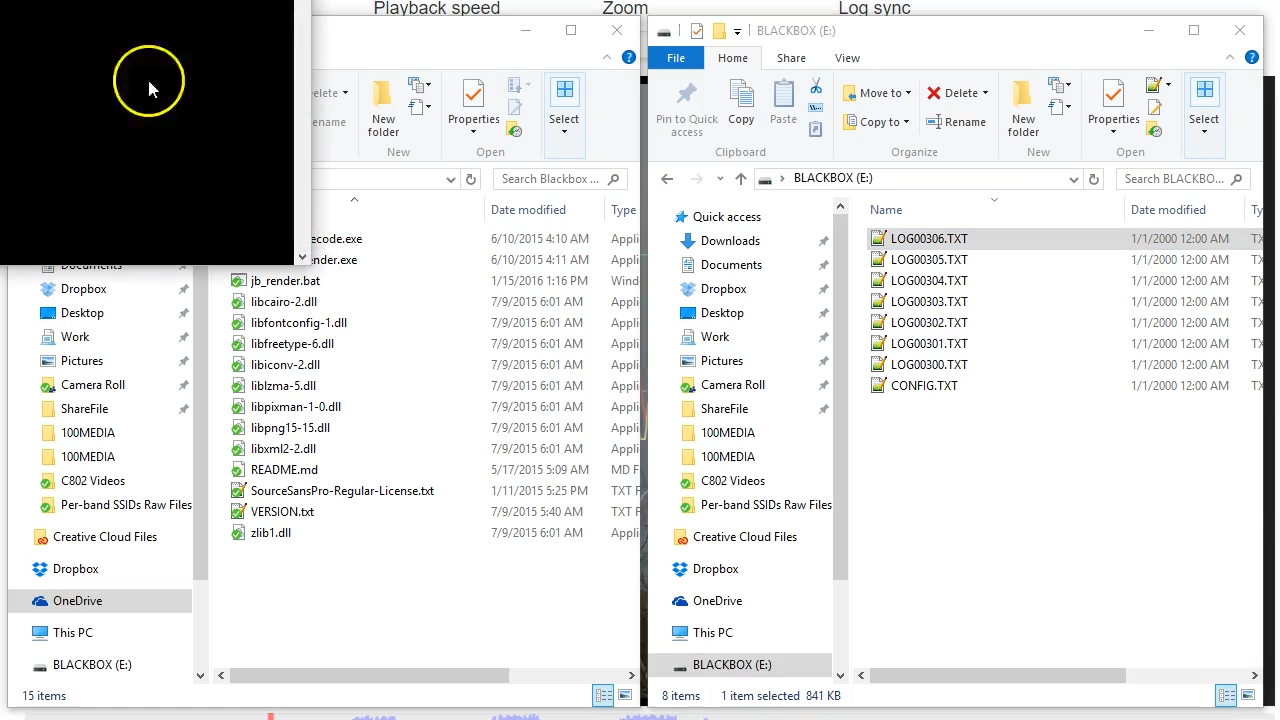 Playback speed Zoom Log sync
BLACKBOX (E:)
File Home Share View
New folder
Properties
Select
New
Open
Pin to Quick access
Copy
Paste
Move to
Copy to
Delete
Rename
New folder
Properties
Select
Clipboard
Organize
New
Open
Search Blackbox ...
BLACKBOX (E:)
Search BLACKBO...
Date modified Type
ecode.exe 6/10/2015 4:10 AM Appli
nder.exe 6/10/2015 4:11 AM Appli
jb_render.bat 1/15/2016 1:16 PM Windo
libcairo-2.dll 7/9/2015 6:01 AM Appli
libfontconfig-1.dll 7/9/2015 6:01 AM Appli
libfreetype-6.dll 7/9/2015 6:01 AM Appli
libiconv-2.dll 7/9/2015 6:01 AM Appli
liblzma-5.dll 7/9/2015 6:01 AM Appli
libpixman-1-0.dll 7/9/2015 6:01 AM Appli
libpng15-15.dll 7/9/2015 6:01 AM Appli
libxml2-2.dll 7/9/2015 6:01 AM Appli
README.md 5/17/2015 5:09 AM MD F
SourceSansPro-Regular-License.txt 1/11/2015 5:25 PM TXT F
VERSION.txt 7/9/2015 5:40 AM TXT F
zlib1.dll 7/9/2015 6:01 AM Appli
Documents
Dropbox
Desktop
Work
Pictures
Camera Roll
ShareFile
100MEDIA
100MEDIA
C802 Videos
Per-band SSIDs Raw Files
Creative Cloud Files
Dropbox
OneDrive
This PC
BLACKBOX (E:)
15 items
Quick access
Downloads
Documents
Dropbox
Desktop
Work
Pictures
Camera Roll
ShareFile
100MEDIA
100MEDIA
C802 Videos
Per-band SSIDs Raw Files
Creative Cloud Files
Dropbox
OneDrive
This PC
BLACKBOX (E:)
Name Date modified Ty
LOG00306.TXT 1/1/2000 12:00 AM TX
LOG00305.TXT 1/1/2000 12:00 AM TX
LOG00304.TXT 1/1/2000 12:00 AM TX
LOG00303.TXT 1/1/2000 12:00 AM TX
LOG00302.TXT 1/1/2000 12:00 AM TX
LOG00301.TXT 1/1/2000 12:00 AM TX
LOG00300.TXT 1/1/2000 12:00 AM TX
CONFIG.TXT 1/1/2000 12:00 AM TX
8 items 1 item selected 841 KB